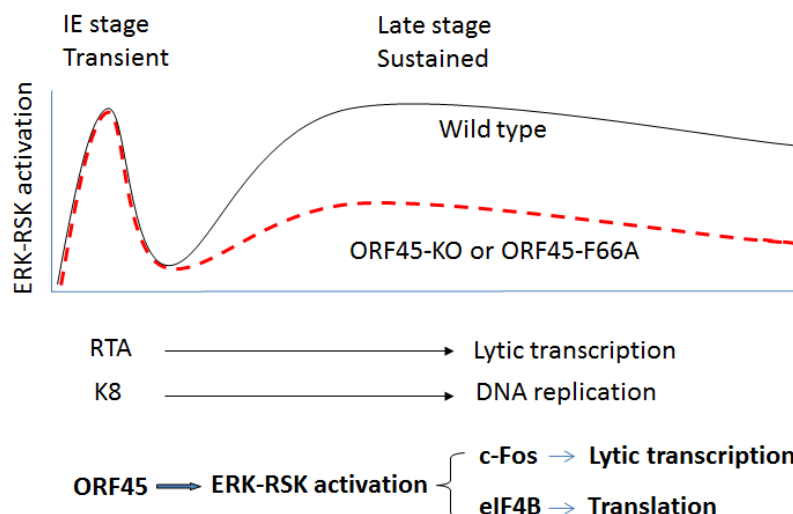 IE stage
Transient
Late stage
Sustained
ERK-RSK activation
Wild type
ORF45-KO or ORF45-F66A
RTA
Lytic transcription
K8
DNA replication
c-Fos
Lytic transcription
ORF45
ERK-RSK activation
eIF4B
Translation